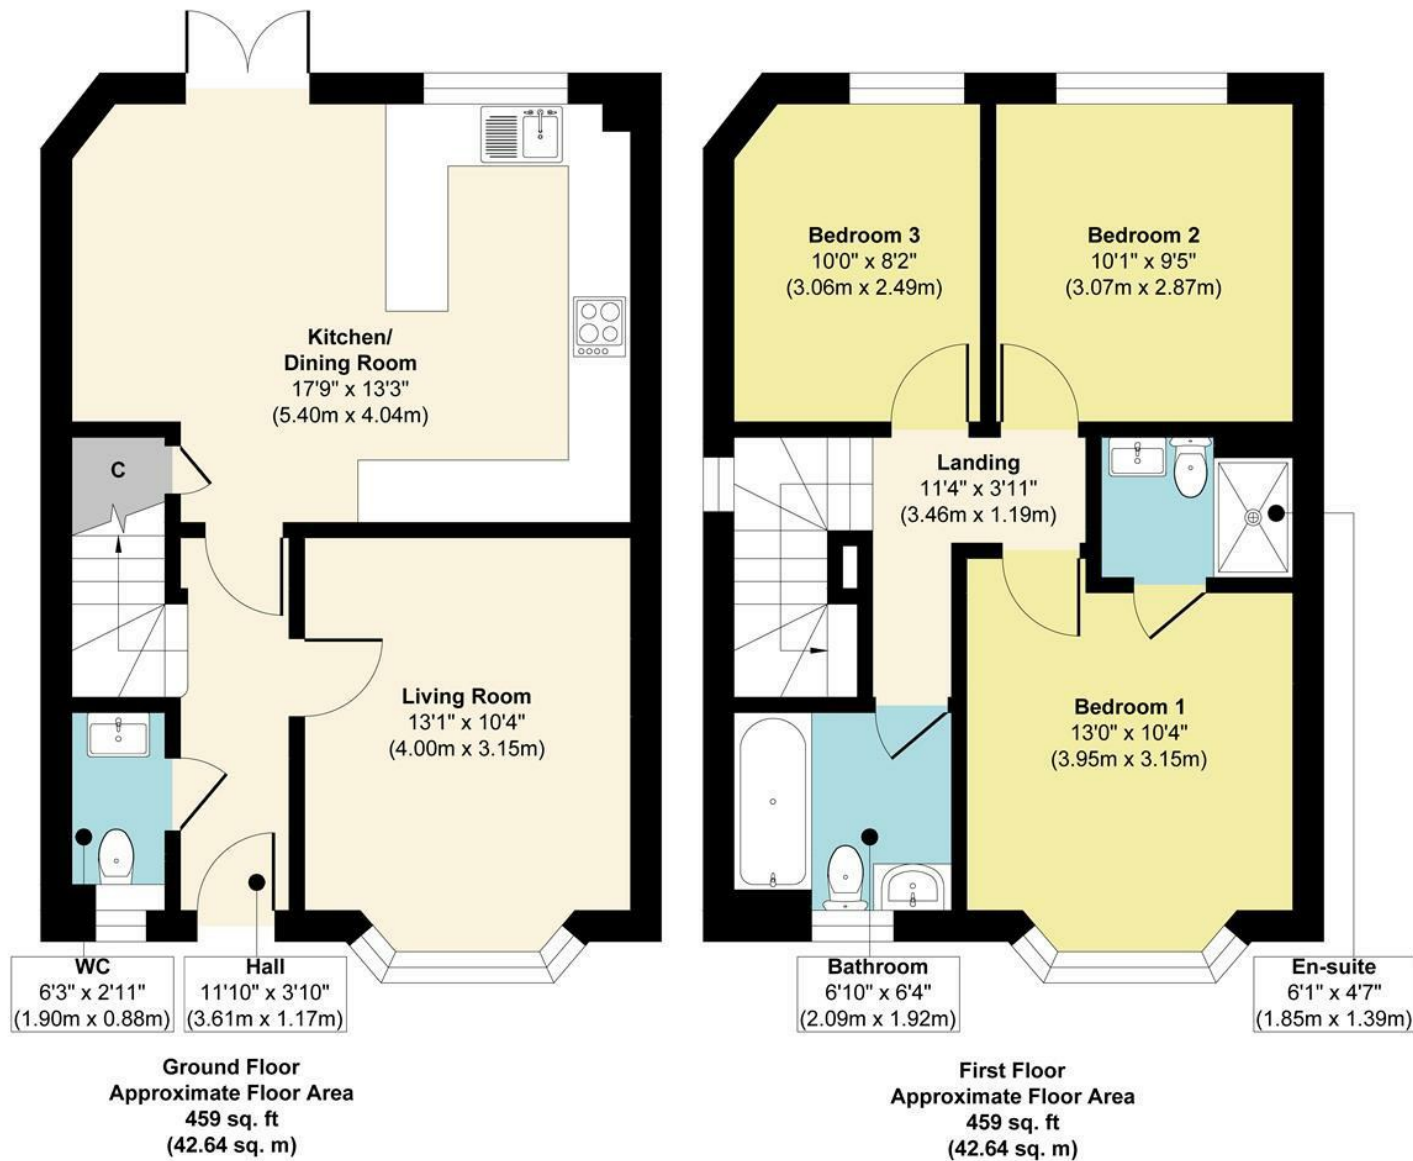 Kitchen/
Dining Room
17'9" x 13'3"
(5.40m x 4.04m)
C
Living Room
13'1" x 10'4"
(4.00m x 3.15m)
WC
6'3" x 2'11"
(1.90m x 0.88m)
Hall
11'10" x 3'10"
(3.61m x 1.17m)
Ground Floor
Approximate Floor Area
459 sq. ft
(42.64 sq. m)
Bedroom 3
10'0" x 8'2"
(3.06m x 2.49m)
Bedroom 2
10'1" x 9'5"
(3.07m x 2.87m)
Landing
11'4" x 3'11"
(3.46m x 1.19m)
Bedroom 1
13'0" x 10'4"
(3.95m x 3.15m)
Bathroom
6'10" x 6'4"
(2.09m x 1.92m)
En-suite
6'1" x 4'7"
(1.85m x 1.39m)
First Floor
Approximate Floor Area
459 sq. ft
(42.64 sq. m)